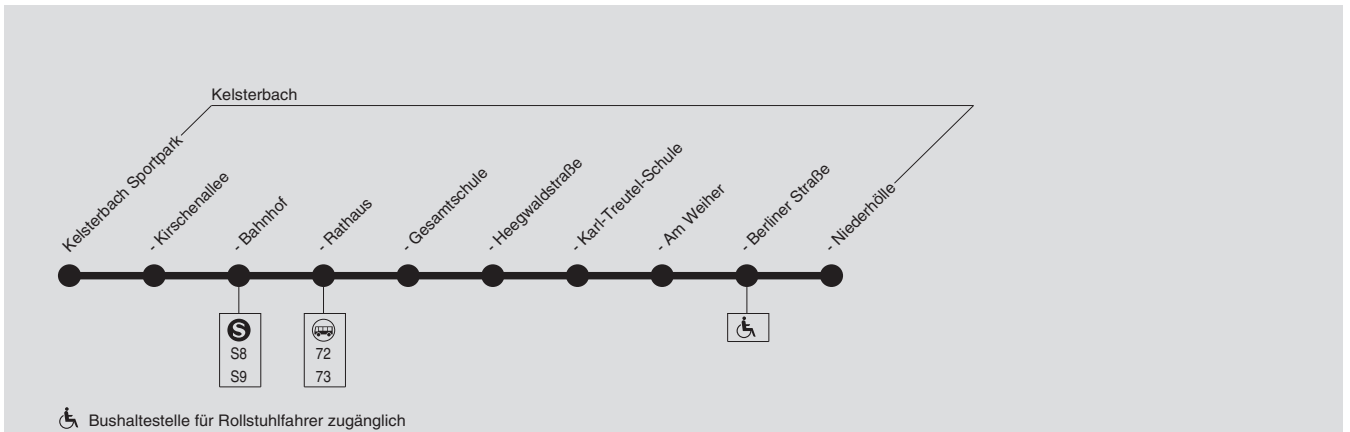 Kelsterbach
Kelsterbach Sportpark
- Kirschenallee
- Bahnhof
- Rathaus
- Gesamtschule
- Heegwaldstraße
- Karl-Treutel-Schule
- Am Weiher
- Berliner Straße
- Niederhölle
S
S8
S9
72
73
Bushaltestelle für Rollstuhlfahrer zugänglich